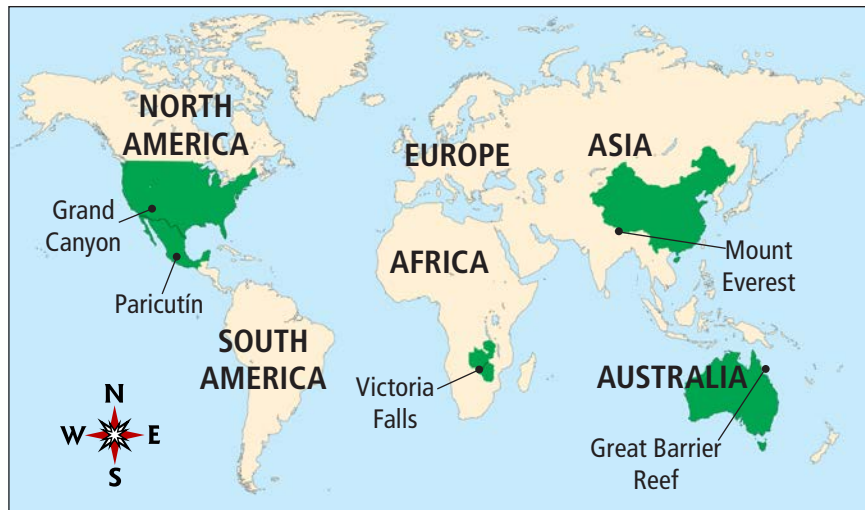 NORTH
AMERICA
EUROPE
ASIA
Grand
Canyon
Mount
Everest
AFRICA
Paricutín
SOUTH
AMERICA
Victoria
Falls
AUSTRALIA
Great Barrier
Reef
N
W E
S